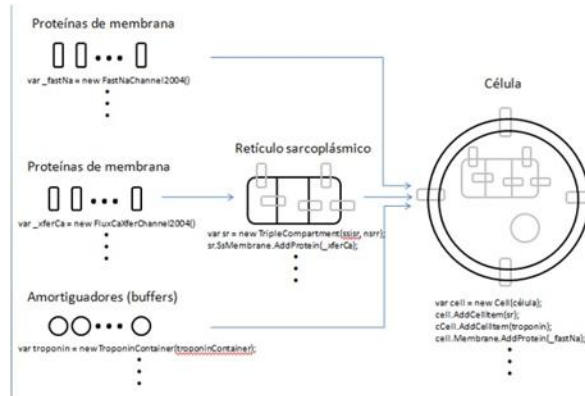 Proteínas de membrana
var _fastNa = new FastNaChannel2004()
Proteínas de membrana
var _xferCa = new FluxCaXferChannel2004()
Retículo sarcoplásmico
var sr = new TripleCompartment(ssjsr, nsrr);
sr.SsMembrane.AddProtein(_xferCa);
Amortiguadores (buffers)
var troponin = new TroponinContainer(troponinContainer);
Célula
var cell = new Cell(célula);
cell.AddCellItem(sr);
cCell.AddCellItem(troponin);
cell.Membrane.AddProtein(_fastNa);